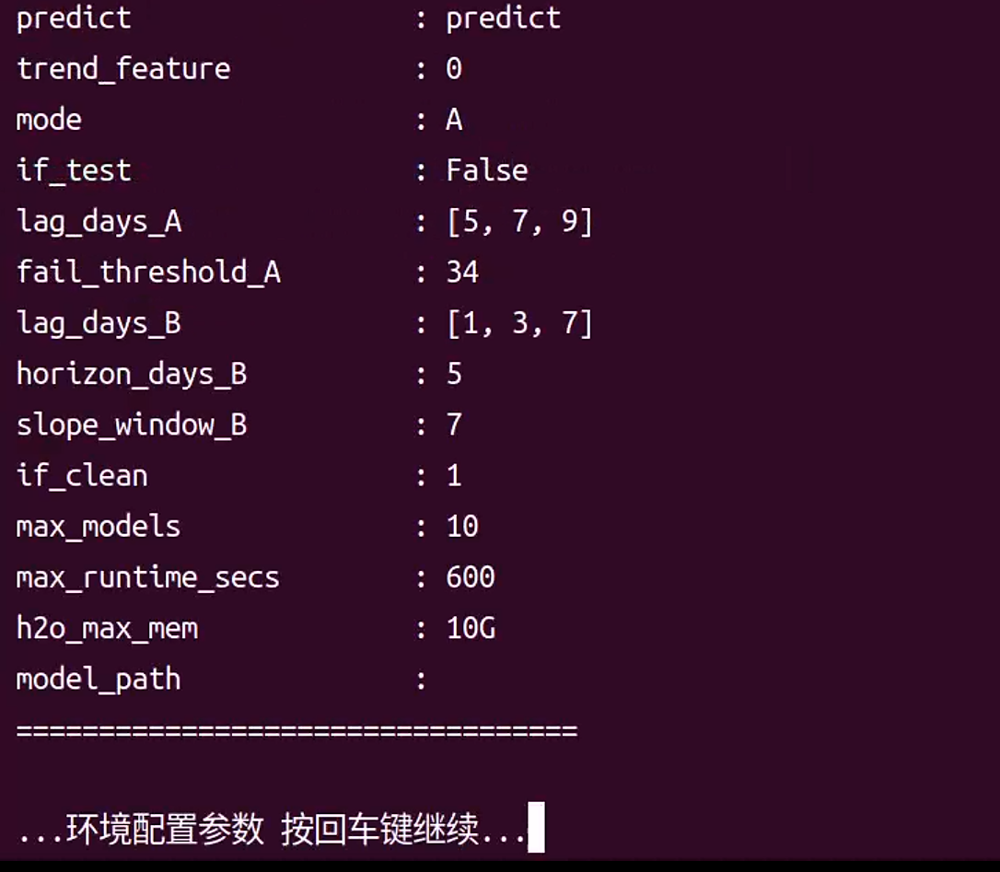 predict : predict
trend_feature : 0
mode : A
if_test : False
lag_days_A : [5, 7, 9]
fail_threshold_A : 34
lag_days_B : [1, 3, 7]
horizon_days_B : 5
slope_window_B : 7
if_clean : 1
max_models : 10
max_runtime_secs : 600
h2o_max_mem : 10G
model_path :
==================================
...环境配置参数 按回车键继续...